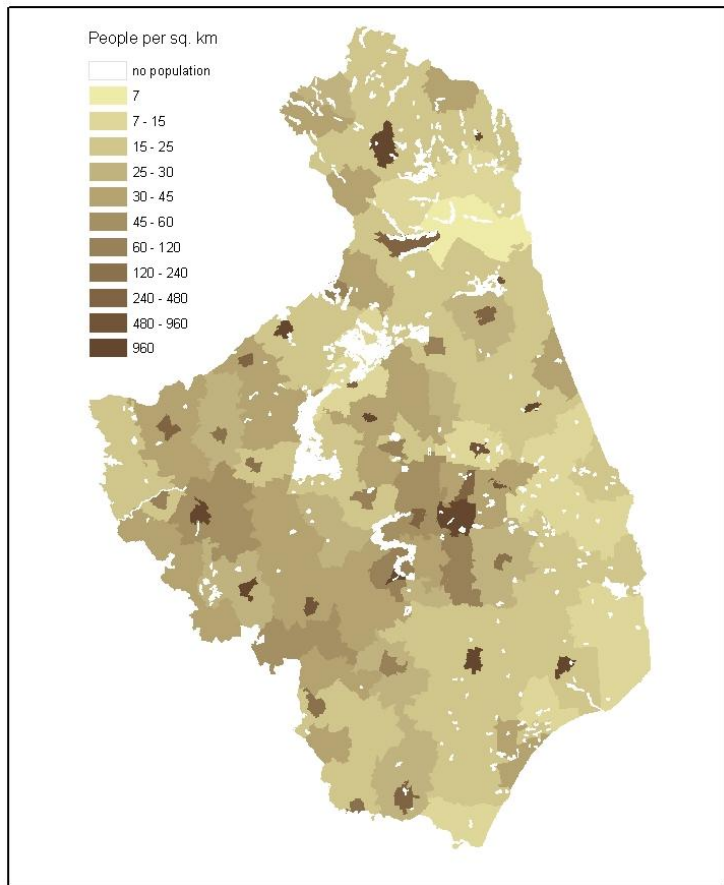 People per sq. km
no population
7
7 - 15
15 - 25
25 - 30
30 - 45
45 - 60
60 - 120
120 - 240
240 - 480
480 - 960
960